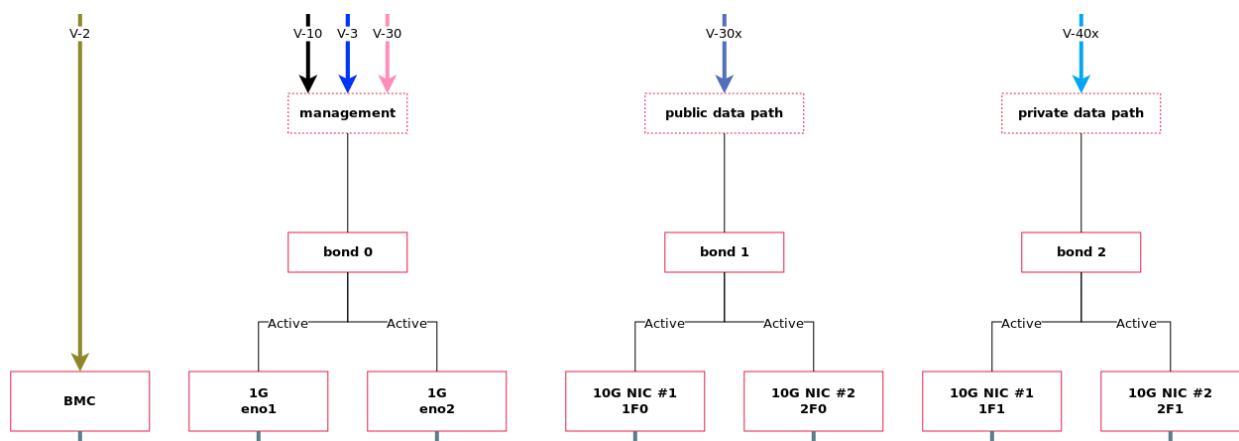 V-2
V-10
V-3
V-30
V-30x
V-40x
management
public data path
private data path
bond 0
bond 1
bond 2
Active
Active
Active
Active
Active
Active
BMC
1G
eno1
1G
eno2
10G NIC #1
1F0
10G NIC #2
2F0
10G NIC #1
1F1
10G NIC #2
2F1